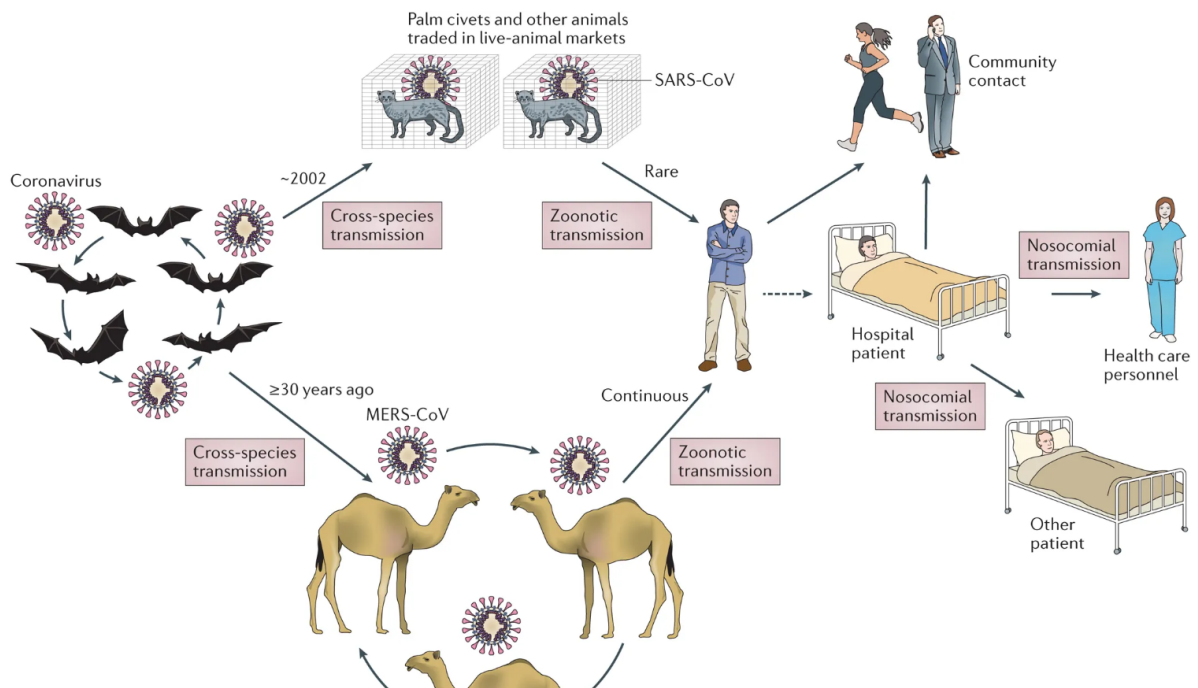 Palm civets and other animals
traded in live-animal markets
SARS-CoV
Community
contact
Coronavirus
~2002
Rare
Cross-species
transmission
Zoonotic
transmission
Nosocomial
transmission
Hospital
patient
Health care
personnel
≥30 years ago
Continuous
Nosocomial
transmission
MERS-CoV
Cross-species
transmission
Zoonotic
transmission
Other
patient